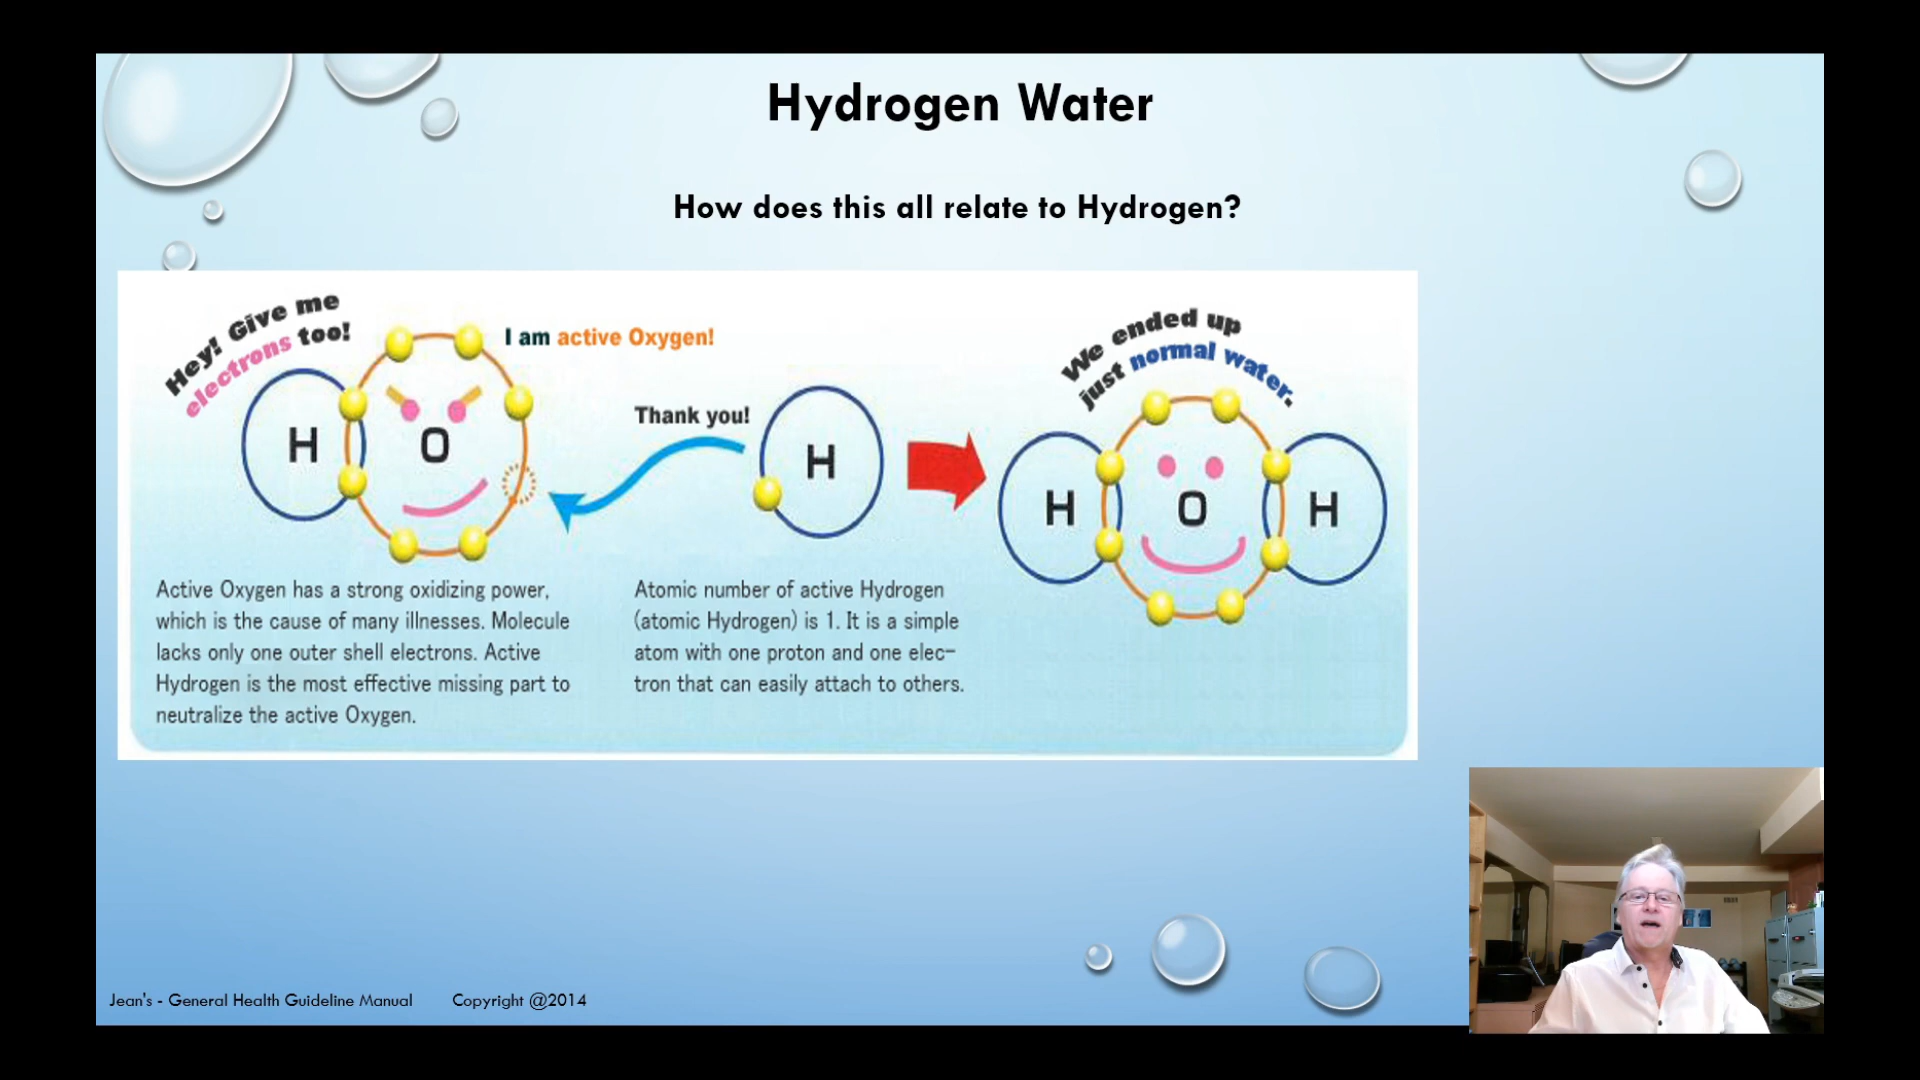 Hydrogen Water
How does this all relate to Hydrogen?
Hey! Give me
electrons too!
I am active Oxygen!
H
O
Thank you!
H
We ended up
just normal water.
H
O
H
Active Oxygen has a strong oxidizing power,
which is the cause of many illnesses. Molecule
lacks only one outer shell electrons. Active
Hydrogen is the most effective missing part to
neutralize the active Oxygen.
Atomic number of active Hydrogen
(atomic Hydrogen) is 1. It is a simple
atom with one proton and one elec-
tron that can easily attach to others.
Jean's - General Health Guideline Manual Copyright @2014